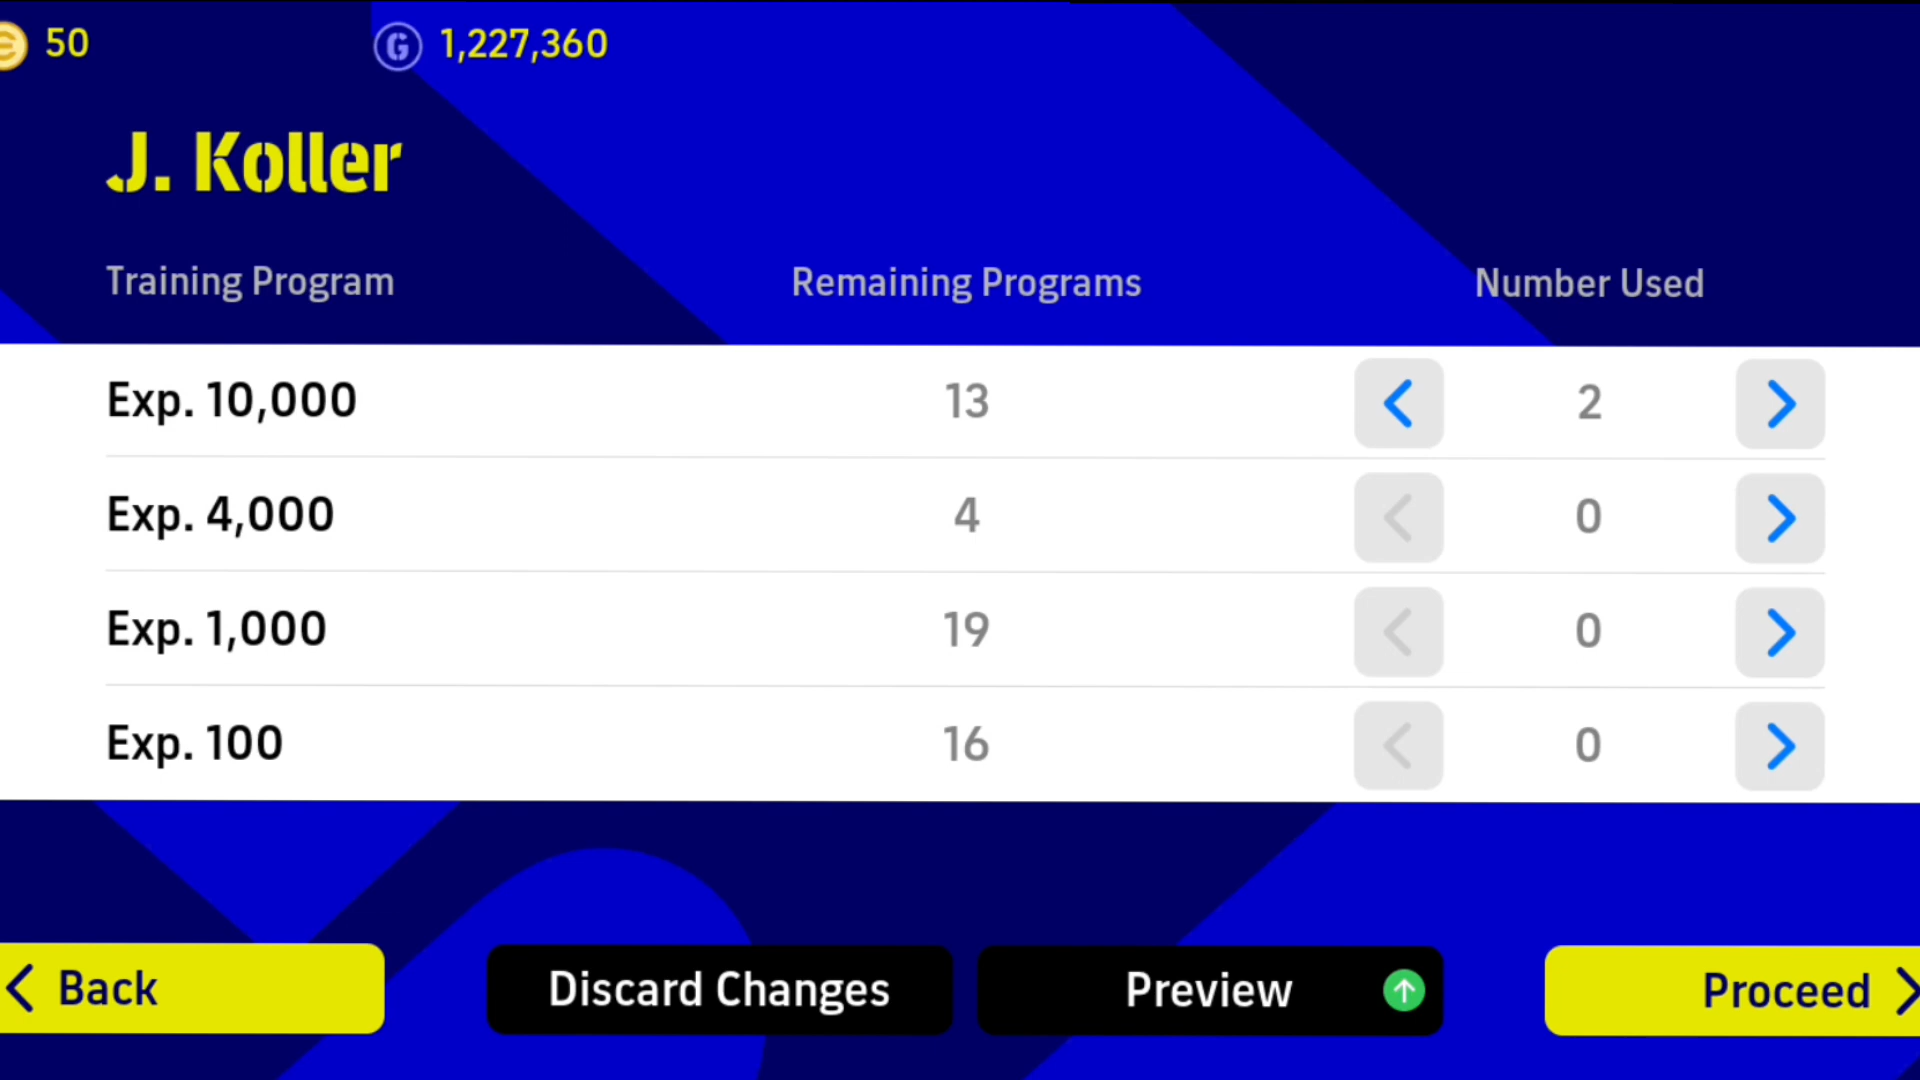 50
G 1,227,360
J. Koller
Training Program Remaining Programs Number Used
Exp. 10,000 13 2
Exp. 4,000 4 0
Exp. 1,000 19 0
Exp. 100 16 0
Back Discard Changes Preview Proceed